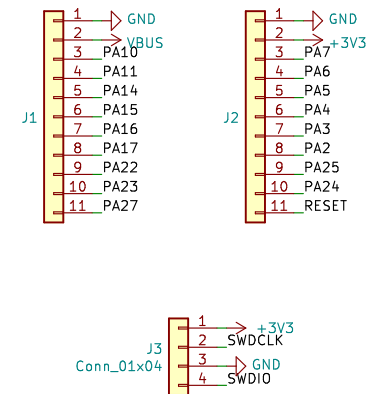 1 GND
2 VBUS
3 PA10
4 PA11
5 PA14
J1
6 PA15
7 PA16
8 PA17
9 PA22
10 PA23
11 PA27
1 GND
2 +3V3
3 PA7
4 PA6
5 PA5
J2
6 PA4
7 PA3
8 PA2
9 PA25
10 PA24
11 RESET
1 +3V3
2 SWDCLK
J3
Conn_01x04
3 GND
4 SWDIO